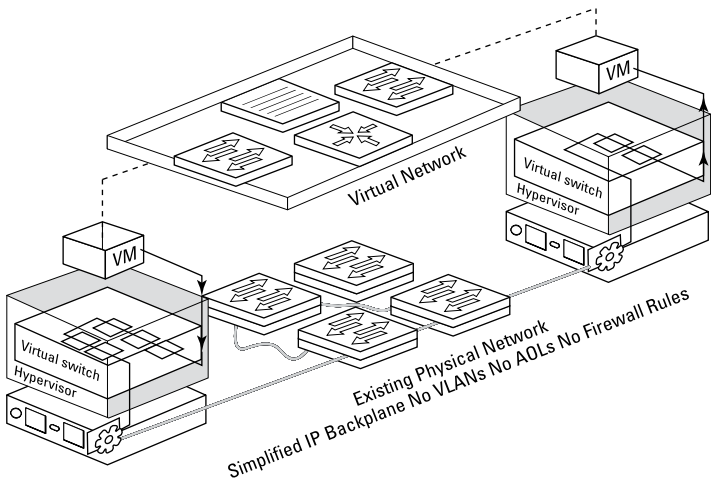 VM
Virtual switch
Hypervisor
Virtual Network
VM
Virtual switch
Hypervisor
Existing Physical Network
Simplified IP Backplane No VLANs No AOLs No Firewall Rules